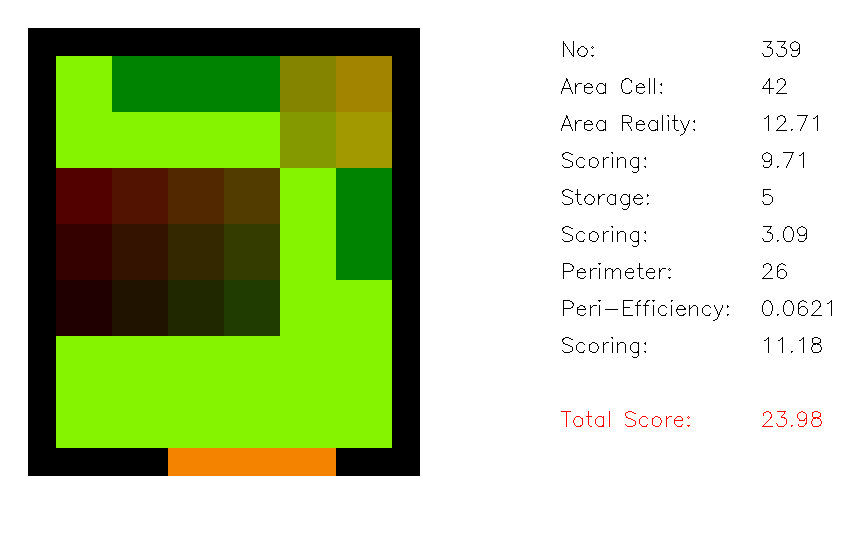 No: 339
Area Cell: 42
Area Reality: 12.71
Scoring: 9.71
Storage: 5
Scoring: 3.09
Perimeter: 26
Peri-Efficiency: 0.0621
Scoring: 11.18
Total Score: 23.98